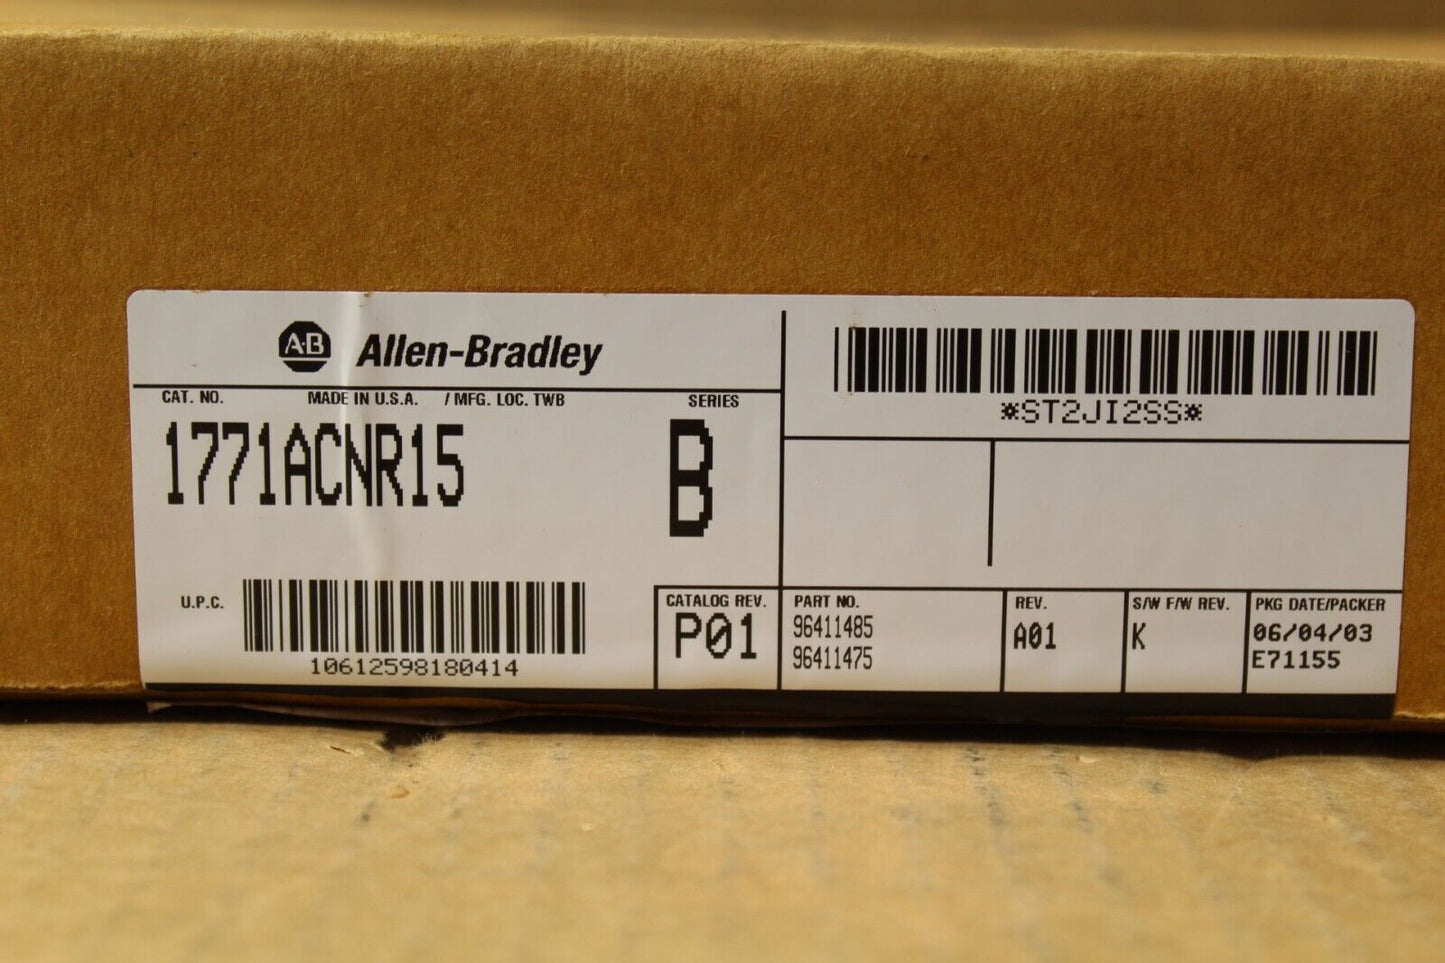 A-B Allen-Bradley
CAT. NO. MADE IN U.S.A. / MFG. LOC. TWB SERIES
1771ACNR15 B
U.P.C.
10612598180414
CATALOG REV.
P01
*ST2JI2SS*
PART NO.
96411485
96411475
REV.
A01
S/W F/W REV.
K
PKG DATE/PACKER
06/04/03
E71155